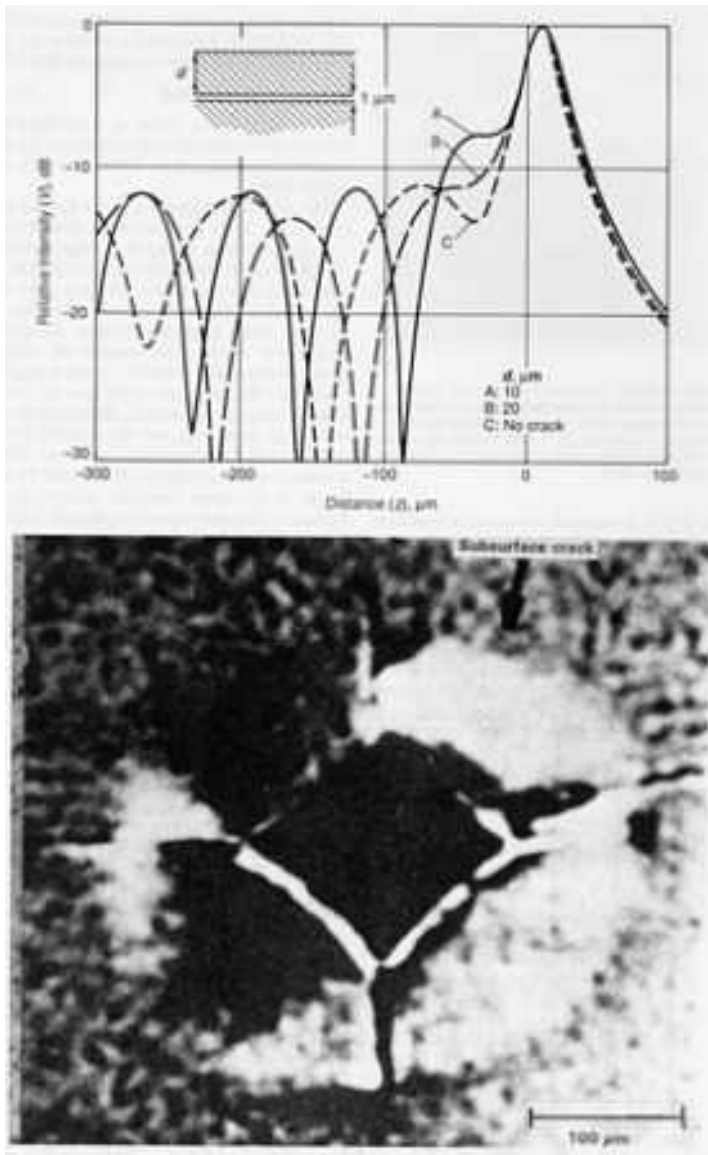 0
−10
−20
−30
Relative intensity (V), dB
d
1 μm
A
B
C
d, μm
A: 10
B: 20
C: No crack
−300
−200
−100
0
100
Distance (z), μm
Subsurface crack
100 μm